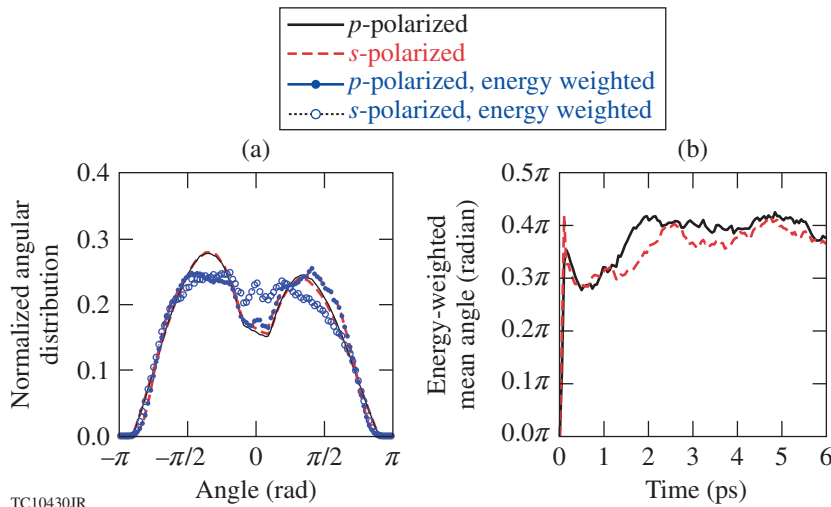 p-polarized
s-polarized
p-polarized, energy weighted
s-polarized, energy weighted
(a)
Normalized angular
distribution
0.4
0.3
0.2
0.1
0.0
–π
–π/2
0
π/2
π
Angle (rad)
(b)
Energy-weighted
mean angle (radian)
0.5π
0.4π
0.3π
0.2π
0.1π
0.0π
0
1
2
3
4
5
6
Time (ps)
TC10430JR